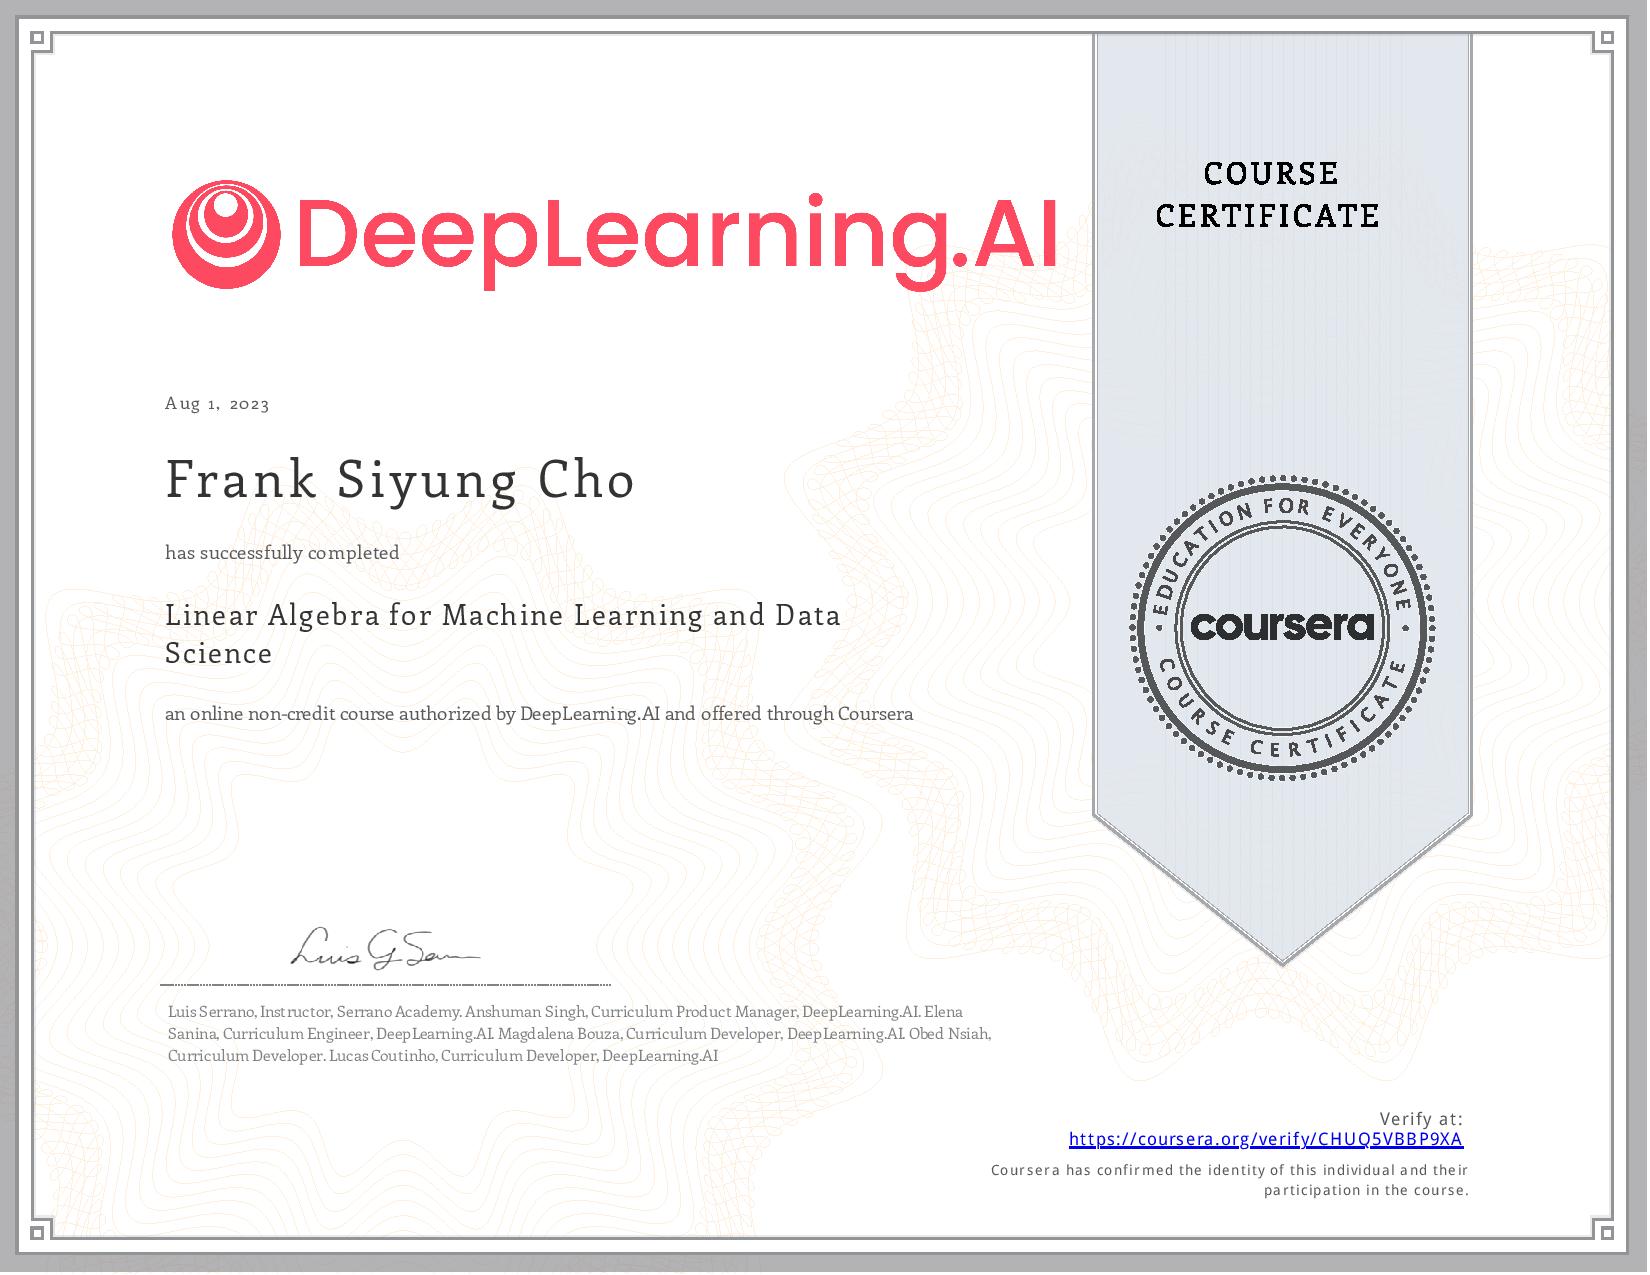 DeepLearning.AI
COURSE
CERTIFICATE
Aug 1, 2023
Frank Siyung Cho
has successfully completed
Linear Algebra for Machine Learning and Data
Science
an online non-credit course authorized by DeepLearning.AI and offered through Coursera
EDUCATION FOR EVERYONE
coursera
COURSE CERTIFICATE
Luis G Serr
Luis Serrano, Instructor, Serrano Academy. Anshuman Singh, Curriculum Product Manager, DeepLearning.AI. Elena
Sanina, Curriculum Engineer, DeepLearning.AI. Magdalena Bouza, Curriculum Developer, DeepLearning.AI. Obed Nsiah,
Curriculum Developer. Lucas Coutinho, Curriculum Developer, DeepLearning.AI
Verify at:
https://coursera.org/verify/CHUQ5VBBP9XA
Coursera has confirmed the identity of this individual and their
participation in the course.